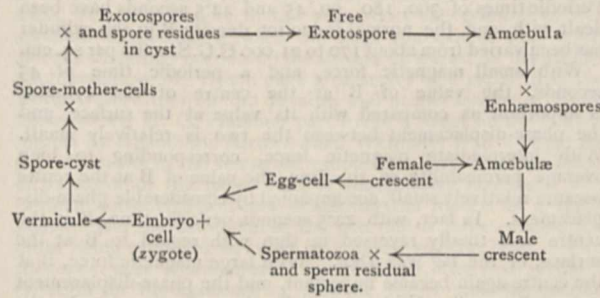 Exotospores
× and spore residues
in cyst
Free
Exotospore
Amœbula
×
Enhæmospores
Spore-mother-cells
×
Spore-cyst
Egg-cell
Female
crescent
Amœbulæ
Vermicule
Embryo+
cell
(zygote)
Spermatozoa ×
and sperm residual
sphere.
Male
crescent